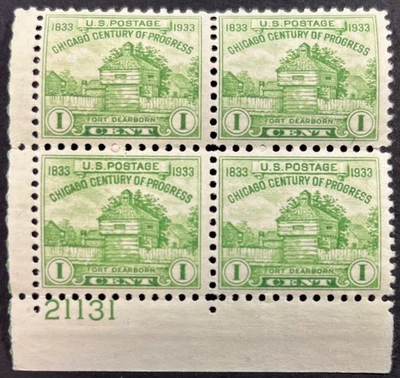 U.S. POSTAGE
1833 1933
CHICAGO CENTURY OF PROGRESS
FORT DEARBORN
1 CENT 1
U.S. POSTAGE
1833 1933
CHICAGO CENTURY OF PROGRESS
FORT DEARBORN
1 CENT 1
U.S. POSTAGE
1833 1933
CHICAGO CENTURY OF PROGRESS
FORT DEARBORN
1 CENT 1
U.S. POSTAGE
1833 1933
CHICAGO CENTURY OF PROGRESS
FORT DEARBORN
1 CENT 1
21131